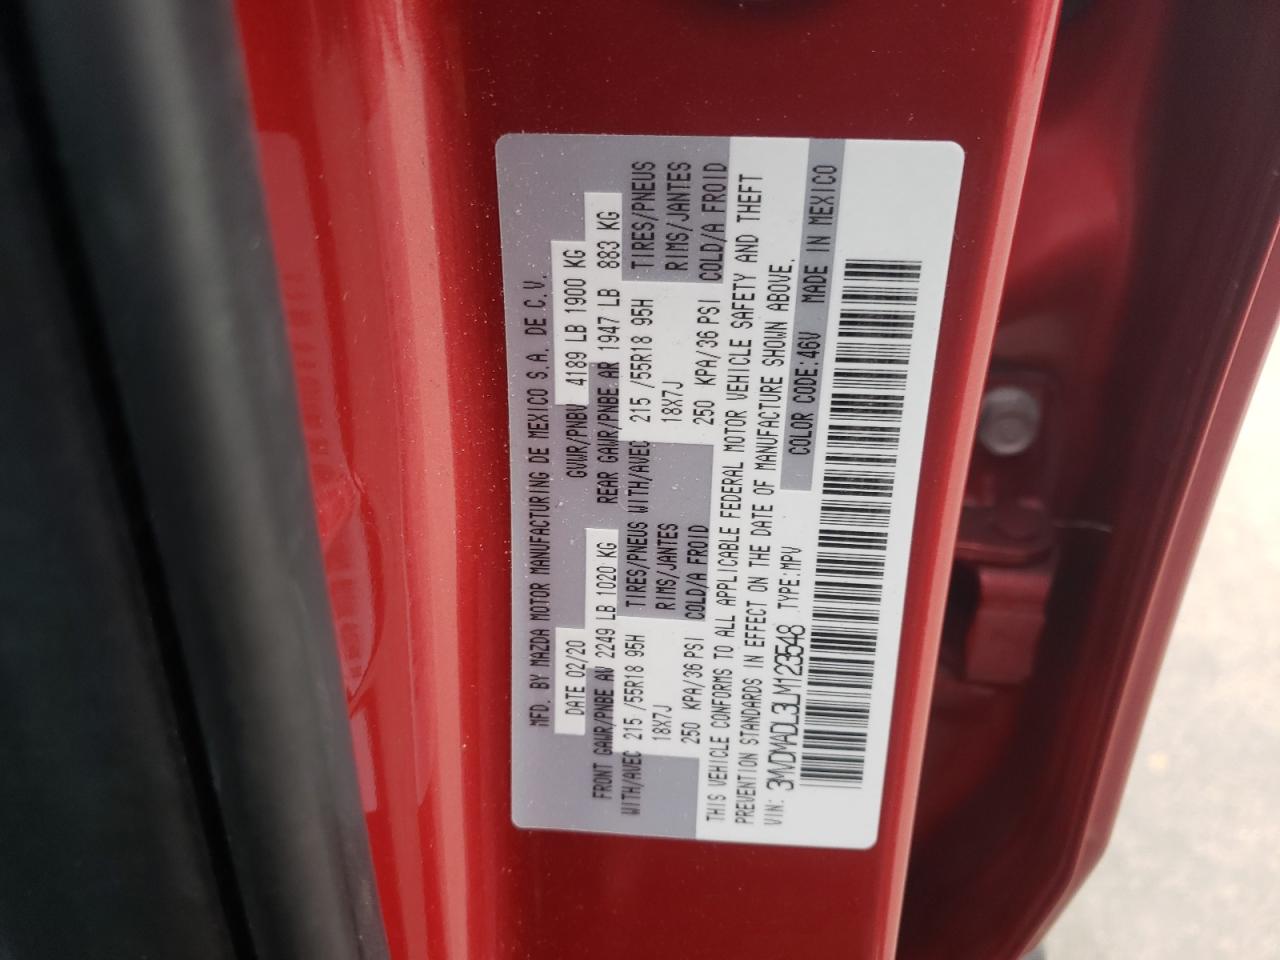 MFD. BY MAZDA MOTOR MANUFACTURING DE MEXICO S.A. DE C.V.
DATE 02/20 GVWR/PNBV 4189 LB 1900 KG
FRONT GAWR/PNBE AV 2249 LB 1020 KG REAR GAWR/PNBE AR 1947 LB 883 KG
WITH/AVEC 215 /55R18 95H TIRES/PNEUS WITH/AVEC 215 /55R18 95H TIRES/PNEUS
18X7J RIMS/JANTES 18X7J RIMS/JANTES
250 KPA/36 PSI COLD/A FROID 250 KPA/36 PSI COLD/A FROID
THIS VEHICLE CONFORMS TO ALL APPLICABLE FEDERAL MOTOR VEHICLE SAFETY AND THEFT
PREVENTION STANDARDS IN EFFECT ON THE DATE OF MANUFACTURE SHOWN ABOVE.
VIN: 3MVDMADL3LM123548 TYPE:MPV COLOR CODE:46V MADE IN MEXICO